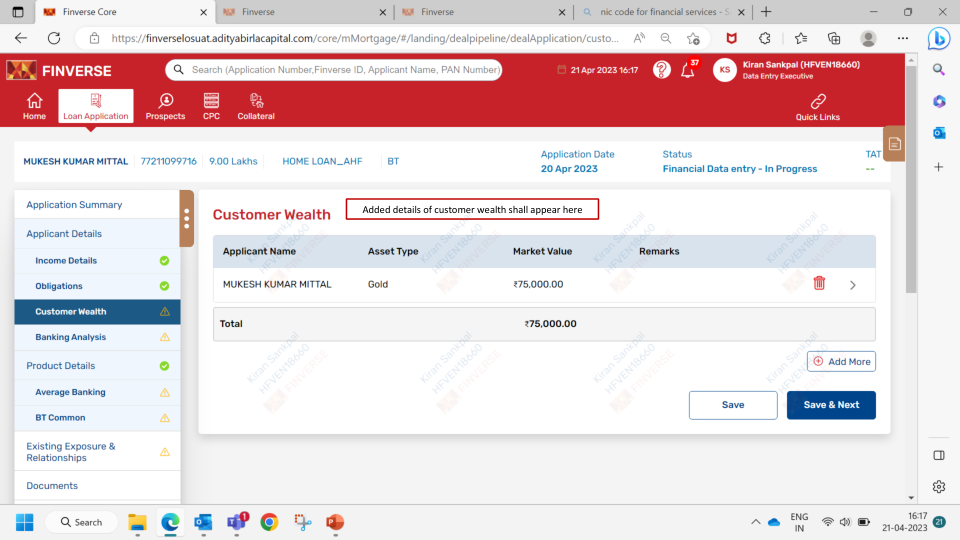 Finverse Core
Finverse
Finverse
nic code for financial services - S
https://finverselosuat.adityabirlacapital.com/core/mMortgage/#/landing/dealpipeline/dealApplication/custo...
FINVERSE
Search (Application Number,Finverse ID, Applicant Name, PAN Number)
21 Apr 2023 16:17
37
KS
Kiran Sankpal (HFVEN18660)
Data Entry Executive
Home
Loan Application
Prospects
CPC
Collateral
Quick Links
MUKESH KUMAR MITTAL
77211099716
9.00 Lakhs
HOME LOAN_AHF
BT
Application Date
20 Apr 2023
Status
Financial Data entry - In Progress
TAT
--
Application Summary
Applicant Details
Income Details
Obligations
Customer Wealth
Banking Analysis
Product Details
Average Banking
BT Common
Existing Exposure &
Relationships
Documents
Customer Wealth
Added details of customer wealth shall appear here
Applicant Name Asset Type Market Value Remarks
MUKESH KUMAR MITTAL Gold ₹75,000.00
Total ₹75,000.00
Add More
Save
Save & Next
Kiran Sankpal
HFVEN18660
FINVERSE
Search
1
ENG
IN
16:17
21-04-2023
21